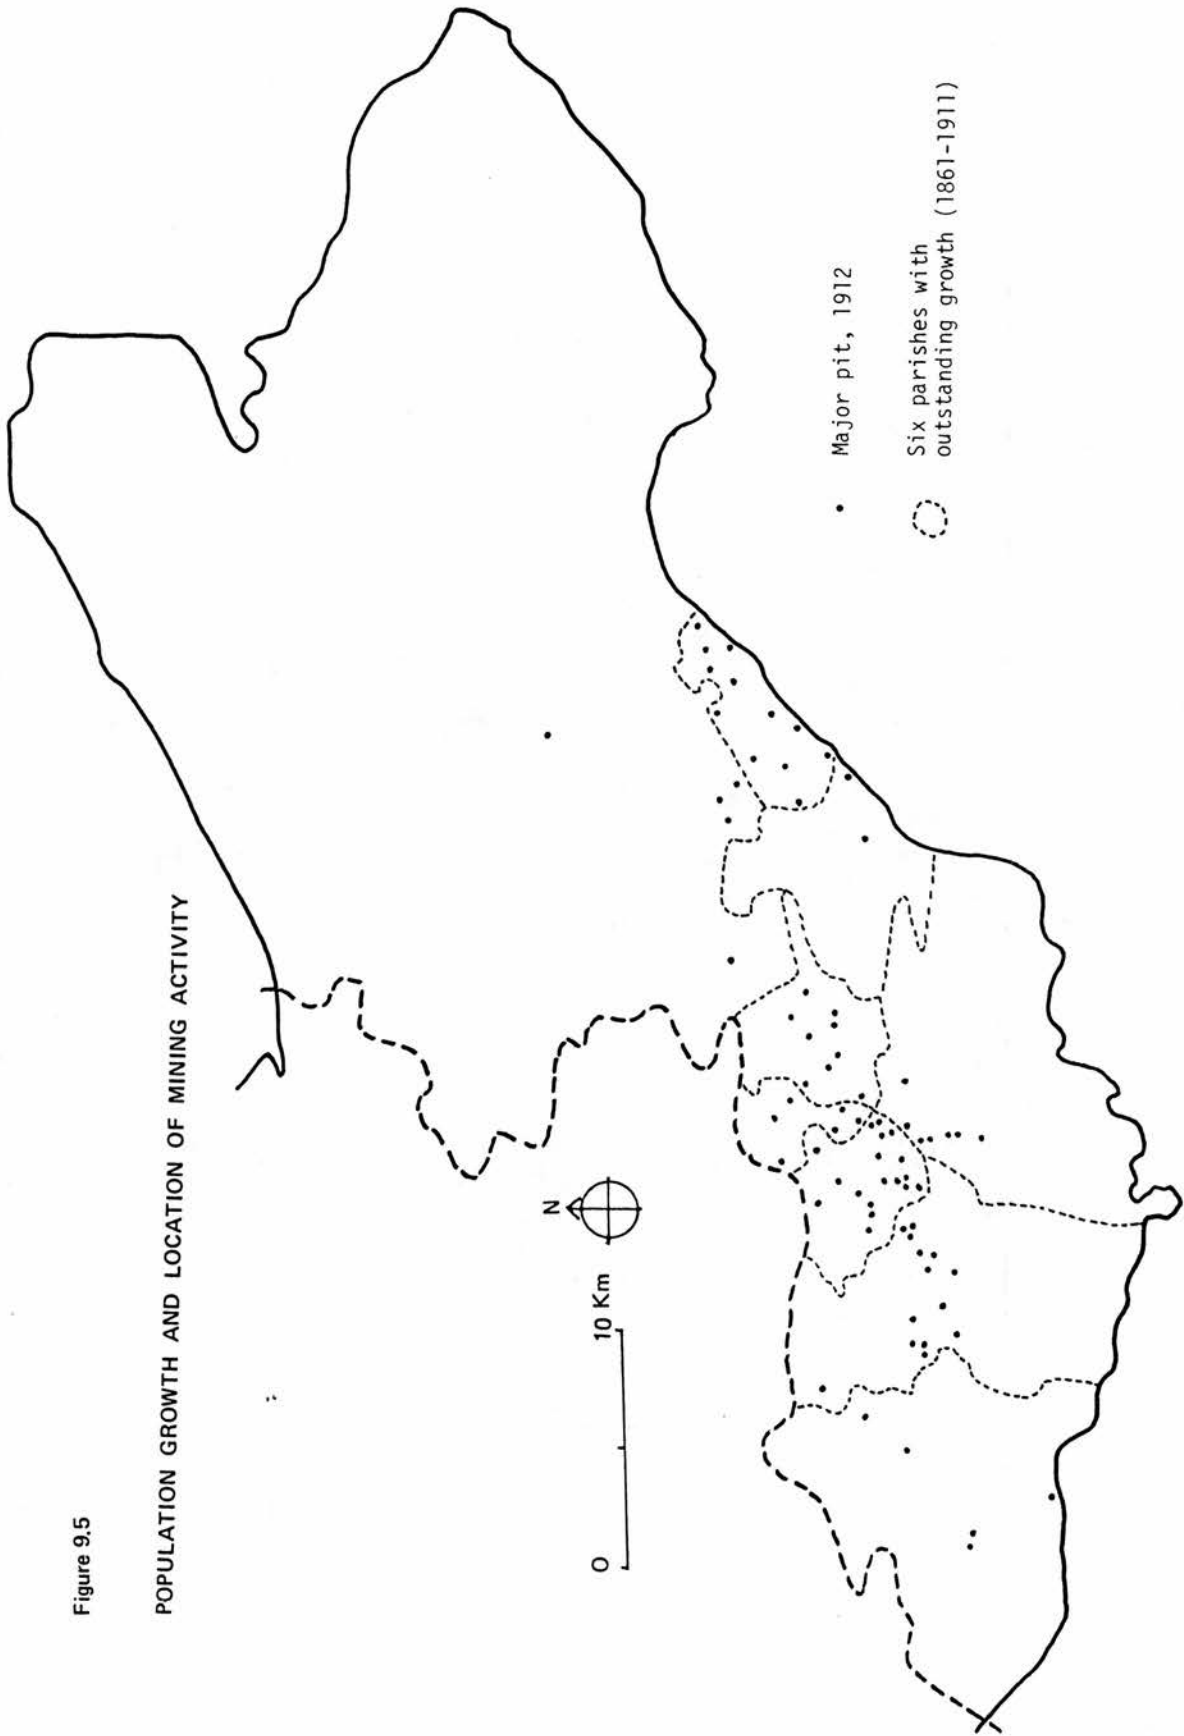 Figure 9.5
POPULATION GROWTH AND LOCATION OF MINING ACTIVITY
N
0 10 Km
Major pit, 1912
Six parishes with
outstanding growth (1861-1911)